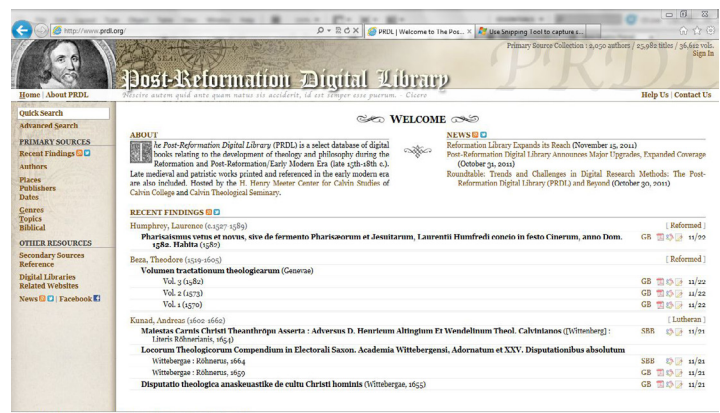 http://www.prdl.org/
PRDL | Welcome to The Pos...
Use Snipping Tool to capture s...
Primary Source Collection : 2,050 authors / 25,982 titles / 36,612 vols.
Sign In
Post-Reformation Digital Library
Nescire autem quid ante quam natus sis acciderit, id est semper esse puerum. - Cicero
Home | About PRDL
Help Us | Contact Us
Quick Search
Advanced Search
PRIMARY SOURCES
Recent Findings
Authors
Places
Publishers
Dates
Genres
Topics
Biblical
OTHER RESOURCES
Secondary Sources
Reference
Digital Libraries
Related Websites
News | Facebook
WELCOME
ABOUT
The Post-Reformation Digital Library (PRDL) is a select database of digital
books relating to the development of theology and philosophy during the
Reformation and Post-Reformation/Early Modern Era (late 15th-18th c.).
Late medieval and patristic works printed and referenced in the early modern era
are also included. Hosted by the H. Henry Meeter Center for Calvin Studies of
Calvin College and Calvin Theological Seminary.
NEWS
Reformation Library Expands its Reach (November 15, 2011)
Post-Reformation Digital Library Announces Major Upgrades, Expanded Coverage
(October 31, 2011)
Roundtable: Trends and Challenges in Digital Research Methods: The Post-
Reformation Digital Library (PRDL) and Beyond (October 30, 2011)
RECENT FINDINGS
Humphrey, Laurence (c.1527-1589) [ Reformed ]
Pharisaismus vetus et novus, sive de fermento Pharisæorum et Jesuitarum, Laurentii Humfredi concio in festo Cinerum, anno Dom. GB 11/22
1582. Habita (1582)
Beza, Theodore (1519-1605) [ Reformed ]
Volumen tractationum theologicarum (Genevae)
Vol. 3 (1582) GB 11/22
Vol. 2 (1573) GB 11/22
Vol. 1 (1570) GB 11/22
Kunad, Andreas (1602-1662) [ Lutheran ]
Maiestas Carnis Christi Theanthrōpu Asserta : Adversus D. Henricum Altingium Et Wendelinum Theol. Calvinianos ([Wittenberg] : SBB 11/21
Literis Röhnerianis, 1654)
Locorum Theologicorum Compendium in Electorali Saxon. Academia Wittebergensi, Adornatum et XXV. Disputationibus absolutum
Wittebergae : Röhnerus, 1664 SBB 11/21
Wittebergae : Röhnerus, 1659 GB 11/21
Disputatio theologica anaskeuastike de cultu Christi hominis (Wittebergae, 1655) GB 11/21